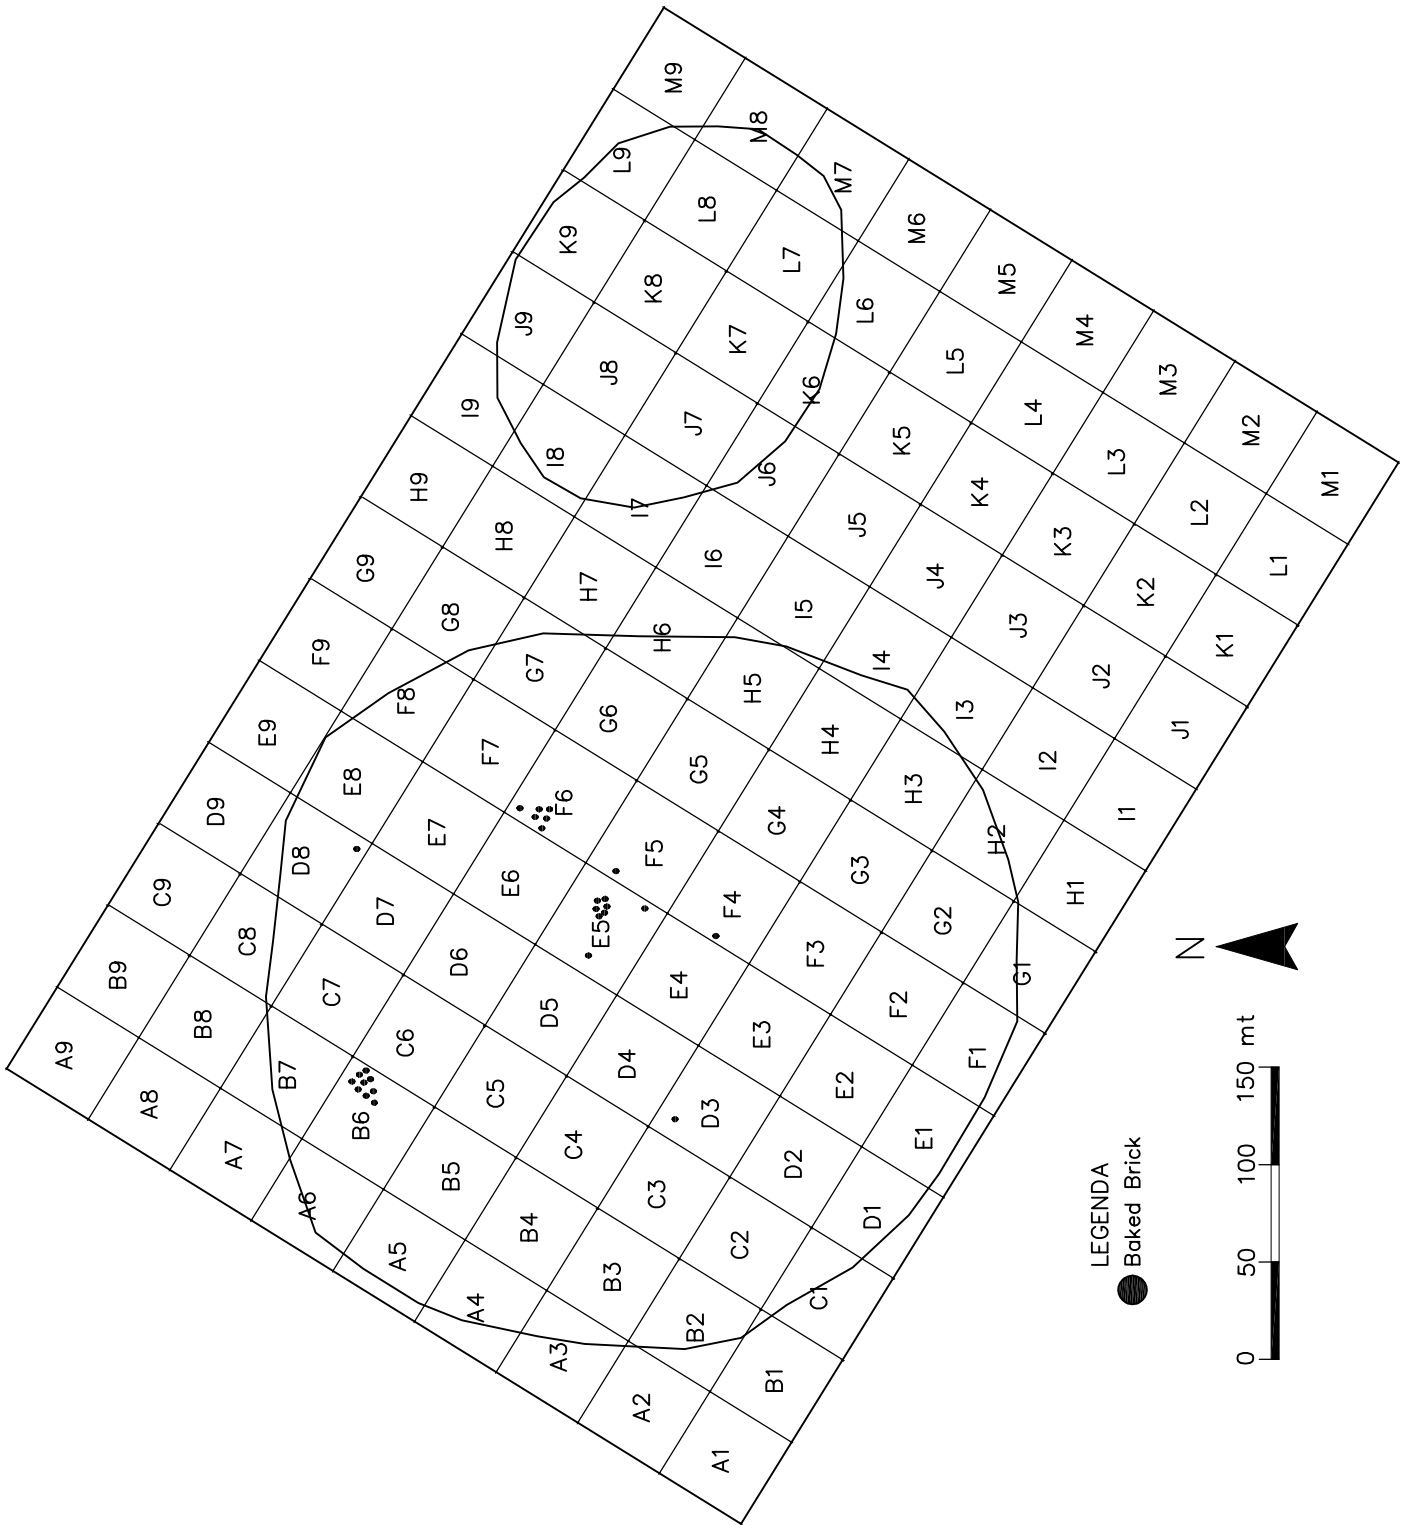 A9 B9 C9 D9 E9 F9 G9 H9 I9 J9 K9 L9 M9
A8 B8 C8 D8 E8 F8 G8 H8 I8 J8 K8 L8 M8
A7 B7 C7 D7 E7 F7 G7 H7 I7 J7 K7 L7 M7
A6 B6 C6 D6 E6 F6 G6 H6 I6 J6 K6 L6 M6
A5 B5 C5 D5 E5 F5 G5 H5 I5 J5 K5 L5 M5
A4 B4 C4 D4 E4 F4 G4 H4 I4 J4 K4 L4 M4
A3 B3 C3 D3 E3 F3 G3 H3 I3 J3 K3 L3 M3
A2 B2 C2 D2 E2 F2 G2 H2 I2 J2 K2 L2 M2
A1 B1 C1 D1 E1 F1 G1 H1 I1 J1 K1 L1 M1
LEGENDA
Baked Brick
N
0 50 100 150 mt